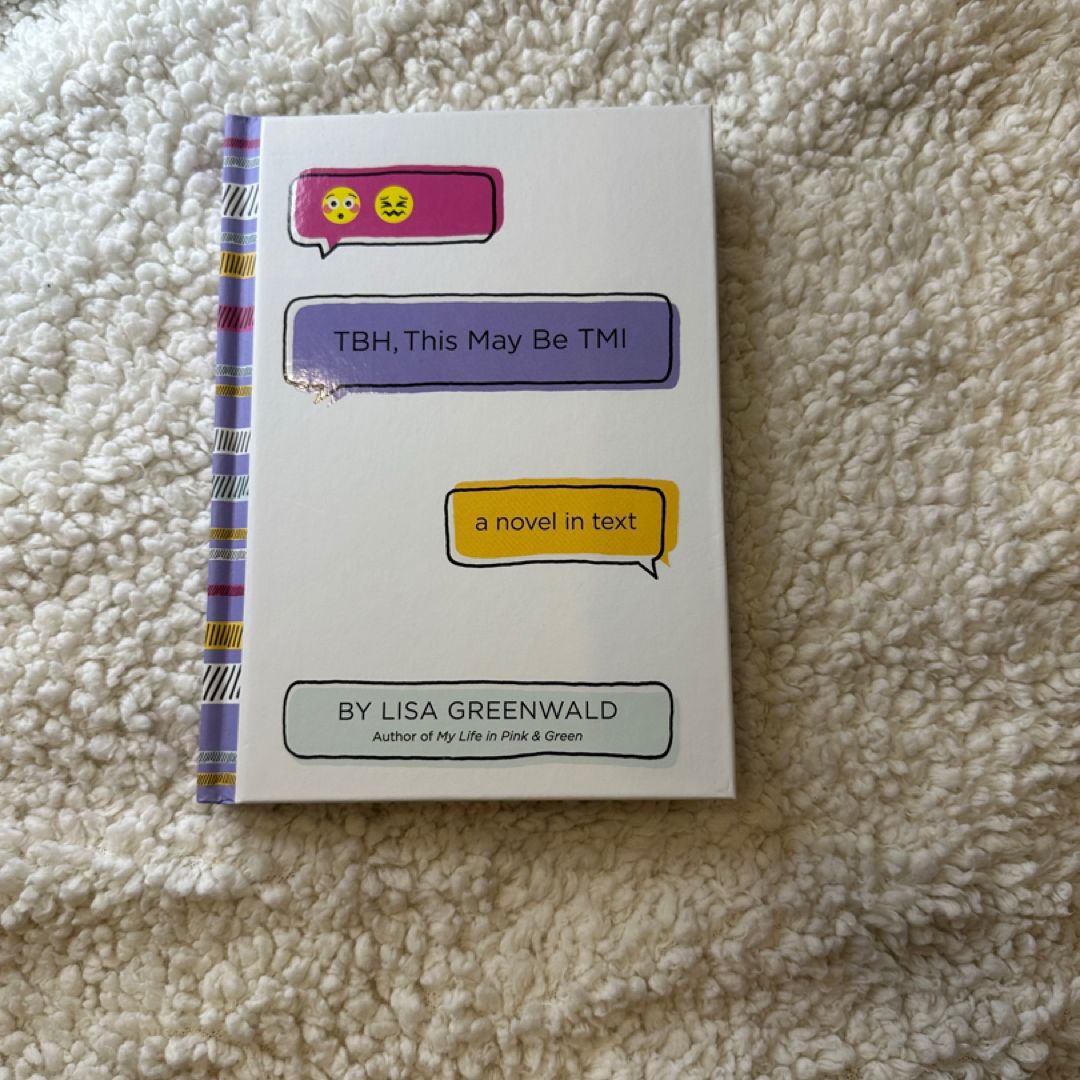 TBH, This May Be TMI
a novel in text
BY LISA GREENWALD
Author of My Life in Pink & Green